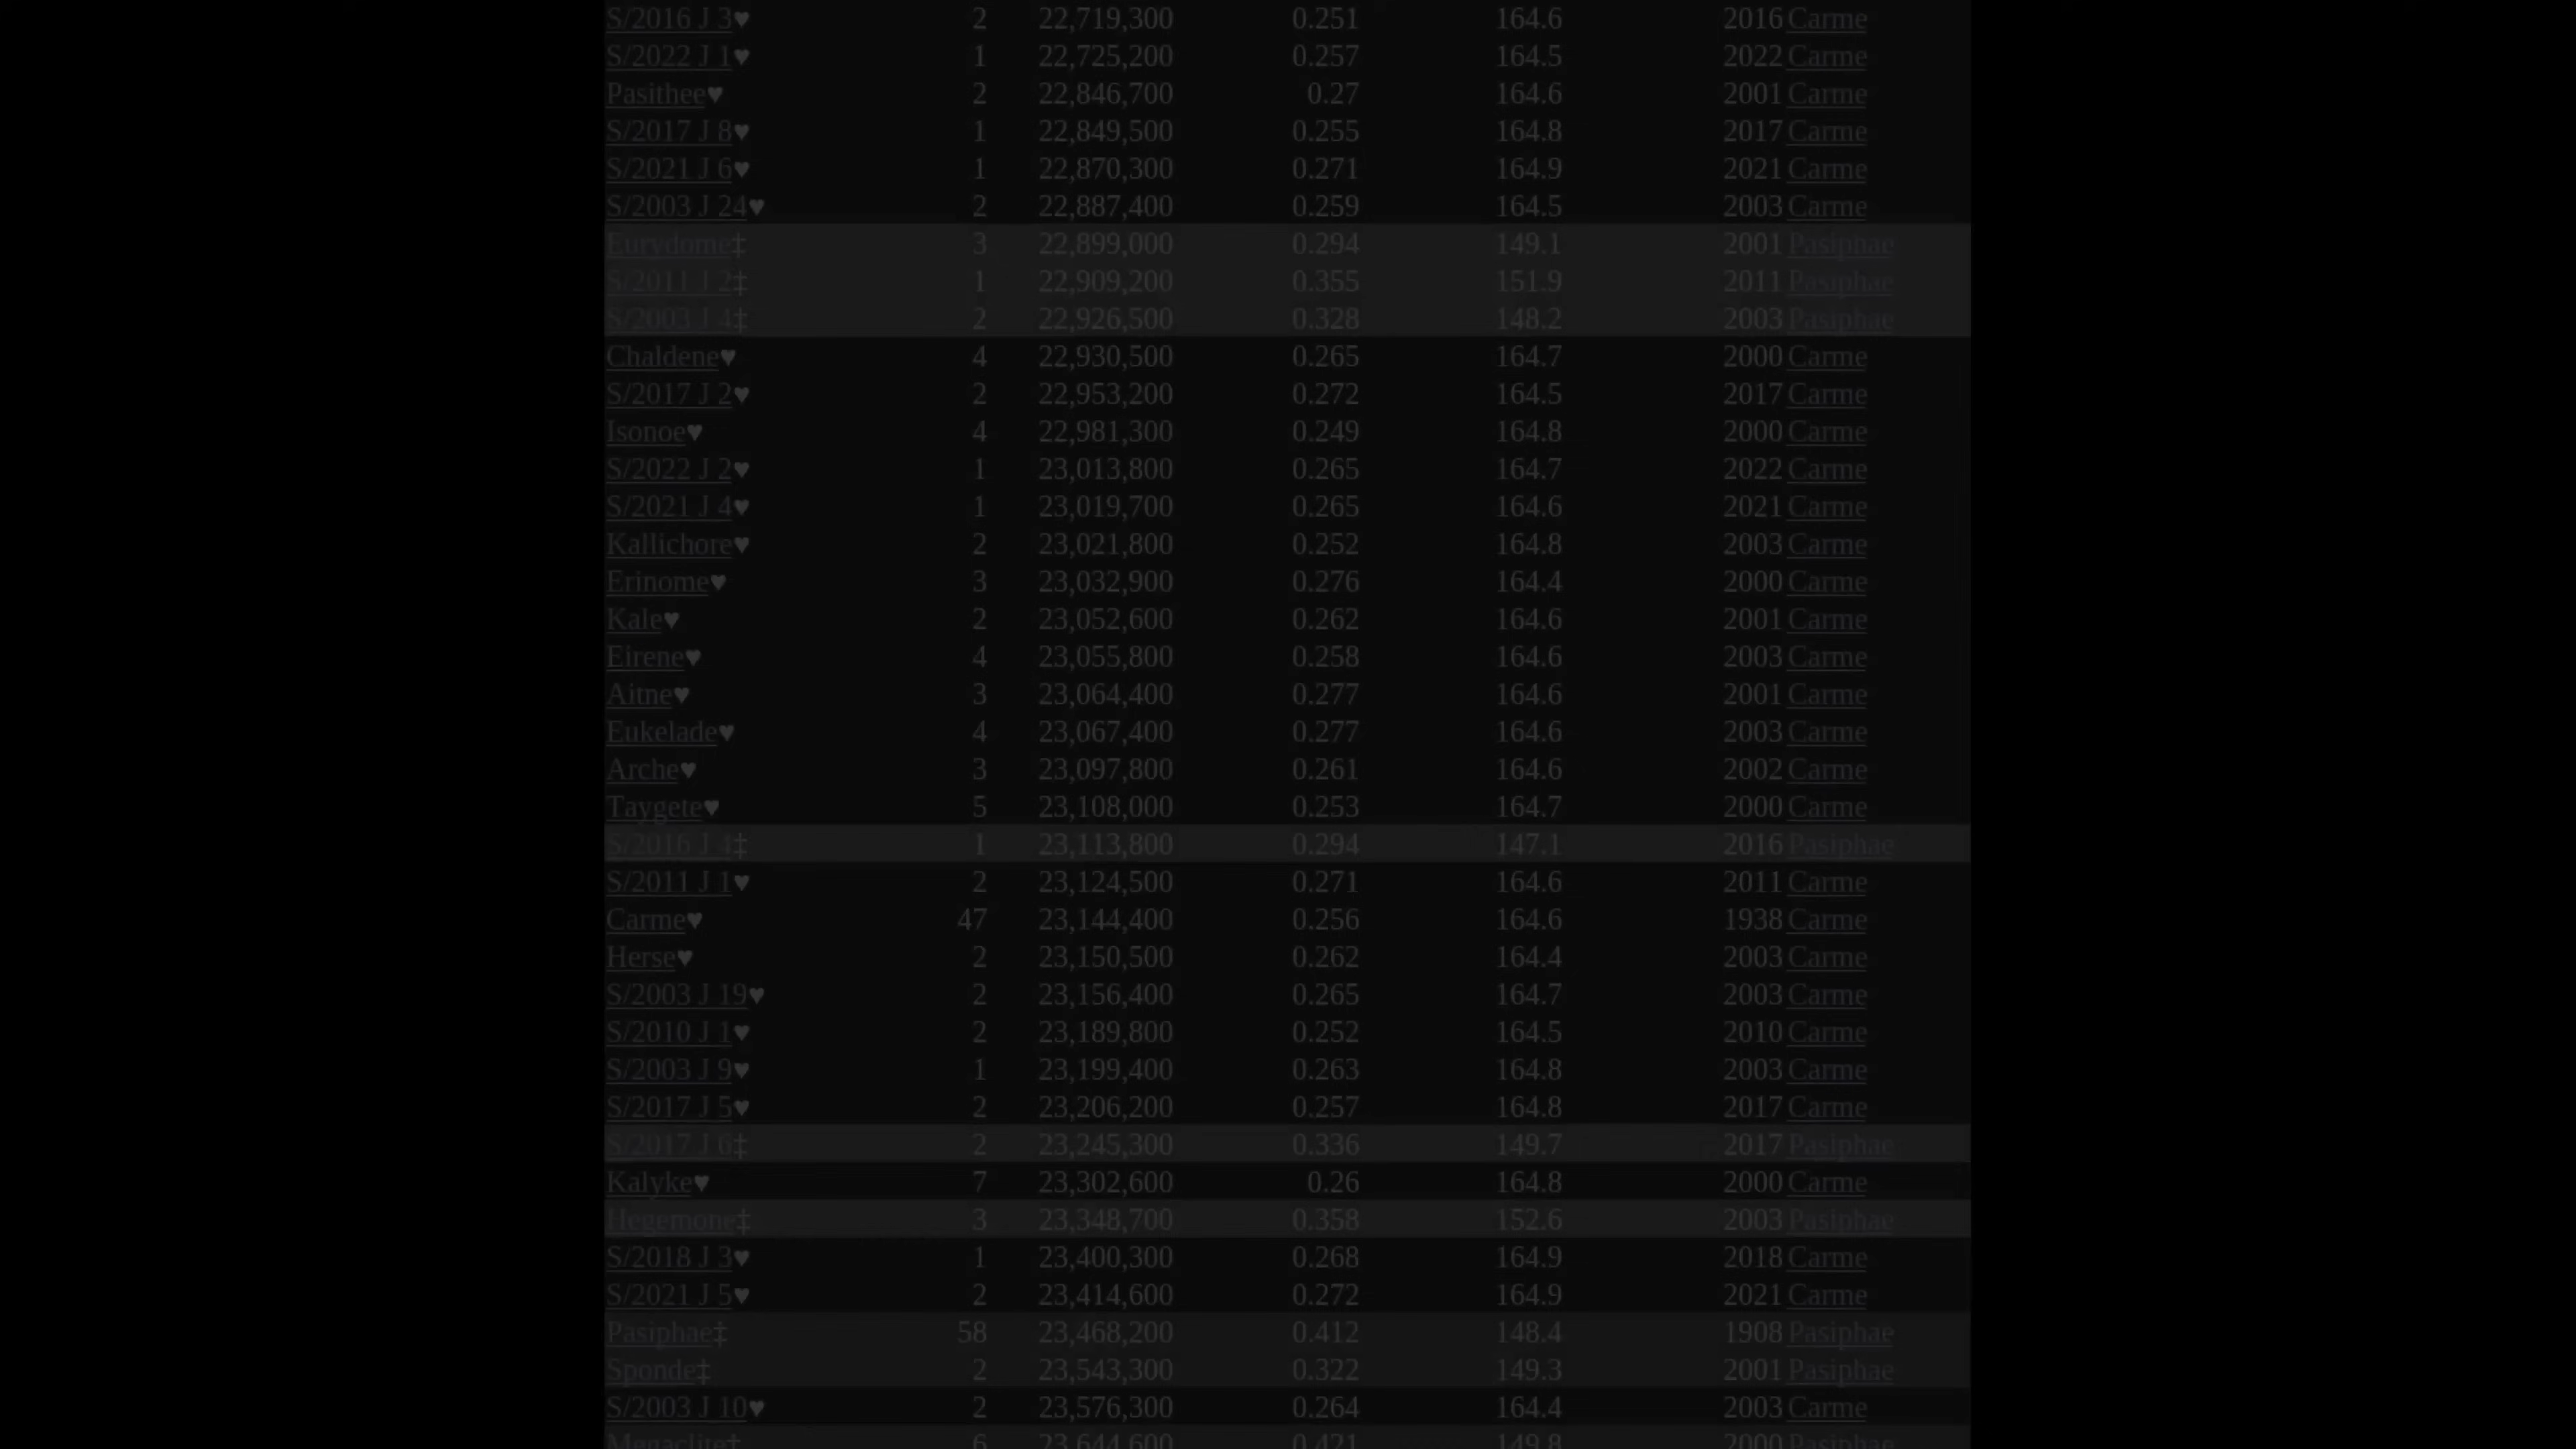 S/2016 J 3♥ 2 22,719,300 0.251 164.6 2016 Carme
S/2022 J 1♥ 1 22,725,200 0.257 164.5 2022 Carme
Pasithee♥ 2 22,846,700 0.27 164.6 2001 Carme
S/2017 J 8♥ 1 22,849,500 0.255 164.8 2017 Carme
S/2021 J 6♥ 1 22,870,300 0.271 164.9 2021 Carme
S/2003 J 24♥ 2 22,887,400 0.259 164.5 2003 Carme
Eurydome‡ 3 22,899,000 0.294 149.1 2001 Pasiphae
S/2011 J 2‡ 1 22,909,200 0.355 151.9 2011 Pasiphae
S/2003 J 4‡ 2 22,926,500 0.328 148.2 2003 Pasiphae
Chaldene♥ 4 22,930,500 0.265 164.7 2000 Carme
S/2017 J 2♥ 2 22,953,200 0.272 164.5 2017 Carme
Isonoe♥ 4 22,981,300 0.249 164.8 2000 Carme
S/2022 J 2♥ 1 23,013,800 0.265 164.7 2022 Carme
S/2021 J 4♥ 1 23,019,700 0.265 164.6 2021 Carme
Kallichore♥ 2 23,021,800 0.252 164.8 2003 Carme
Erinome♥ 3 23,032,900 0.276 164.4 2000 Carme
Kale♥ 2 23,052,600 0.262 164.6 2001 Carme
Eirene♥ 4 23,055,800 0.258 164.6 2003 Carme
Aitne♥ 3 23,064,400 0.277 164.6 2001 Carme
Eukelade♥ 4 23,067,400 0.277 164.6 2003 Carme
Arche♥ 3 23,097,800 0.261 164.6 2002 Carme
Taygete♥ 5 23,108,000 0.253 164.7 2000 Carme
S/2016 J 4‡ 1 23,113,800 0.294 147.1 2016 Pasiphae
S/2011 J 1♥ 2 23,124,500 0.271 164.6 2011 Carme
Carme♥ 47 23,144,400 0.256 164.6 1938 Carme
Herse♥ 2 23,150,500 0.262 164.4 2003 Carme
S/2003 J 19♥ 2 23,156,400 0.265 164.7 2003 Carme
S/2010 J 1♥ 2 23,189,800 0.252 164.5 2010 Carme
S/2003 J 9♥ 1 23,199,400 0.263 164.8 2003 Carme
S/2017 J 5♥ 2 23,206,200 0.257 164.8 2017 Carme
S/2017 J 6‡ 2 23,245,300 0.336 149.7 2017 Pasiphae
Kalyke♥ 7 23,302,600 0.26 164.8 2000 Carme
Hegemone‡ 3 23,348,700 0.358 152.6 2003 Pasiphae
S/2018 J 3♥ 1 23,400,300 0.268 164.9 2018 Carme
S/2021 J 5♥ 2 23,414,600 0.272 164.9 2021 Carme
Pasiphae‡ 58 23,468,200 0.412 148.4 1908 Pasiphae
Sponde‡ 2 23,543,300 0.322 149.3 2001 Pasiphae
S/2003 J 10♥ 2 23,576,300 0.264 164.4 2003 Carme
Megaclite‡ 6 23,644,600 0.421 149.8 2000 Pasiphae